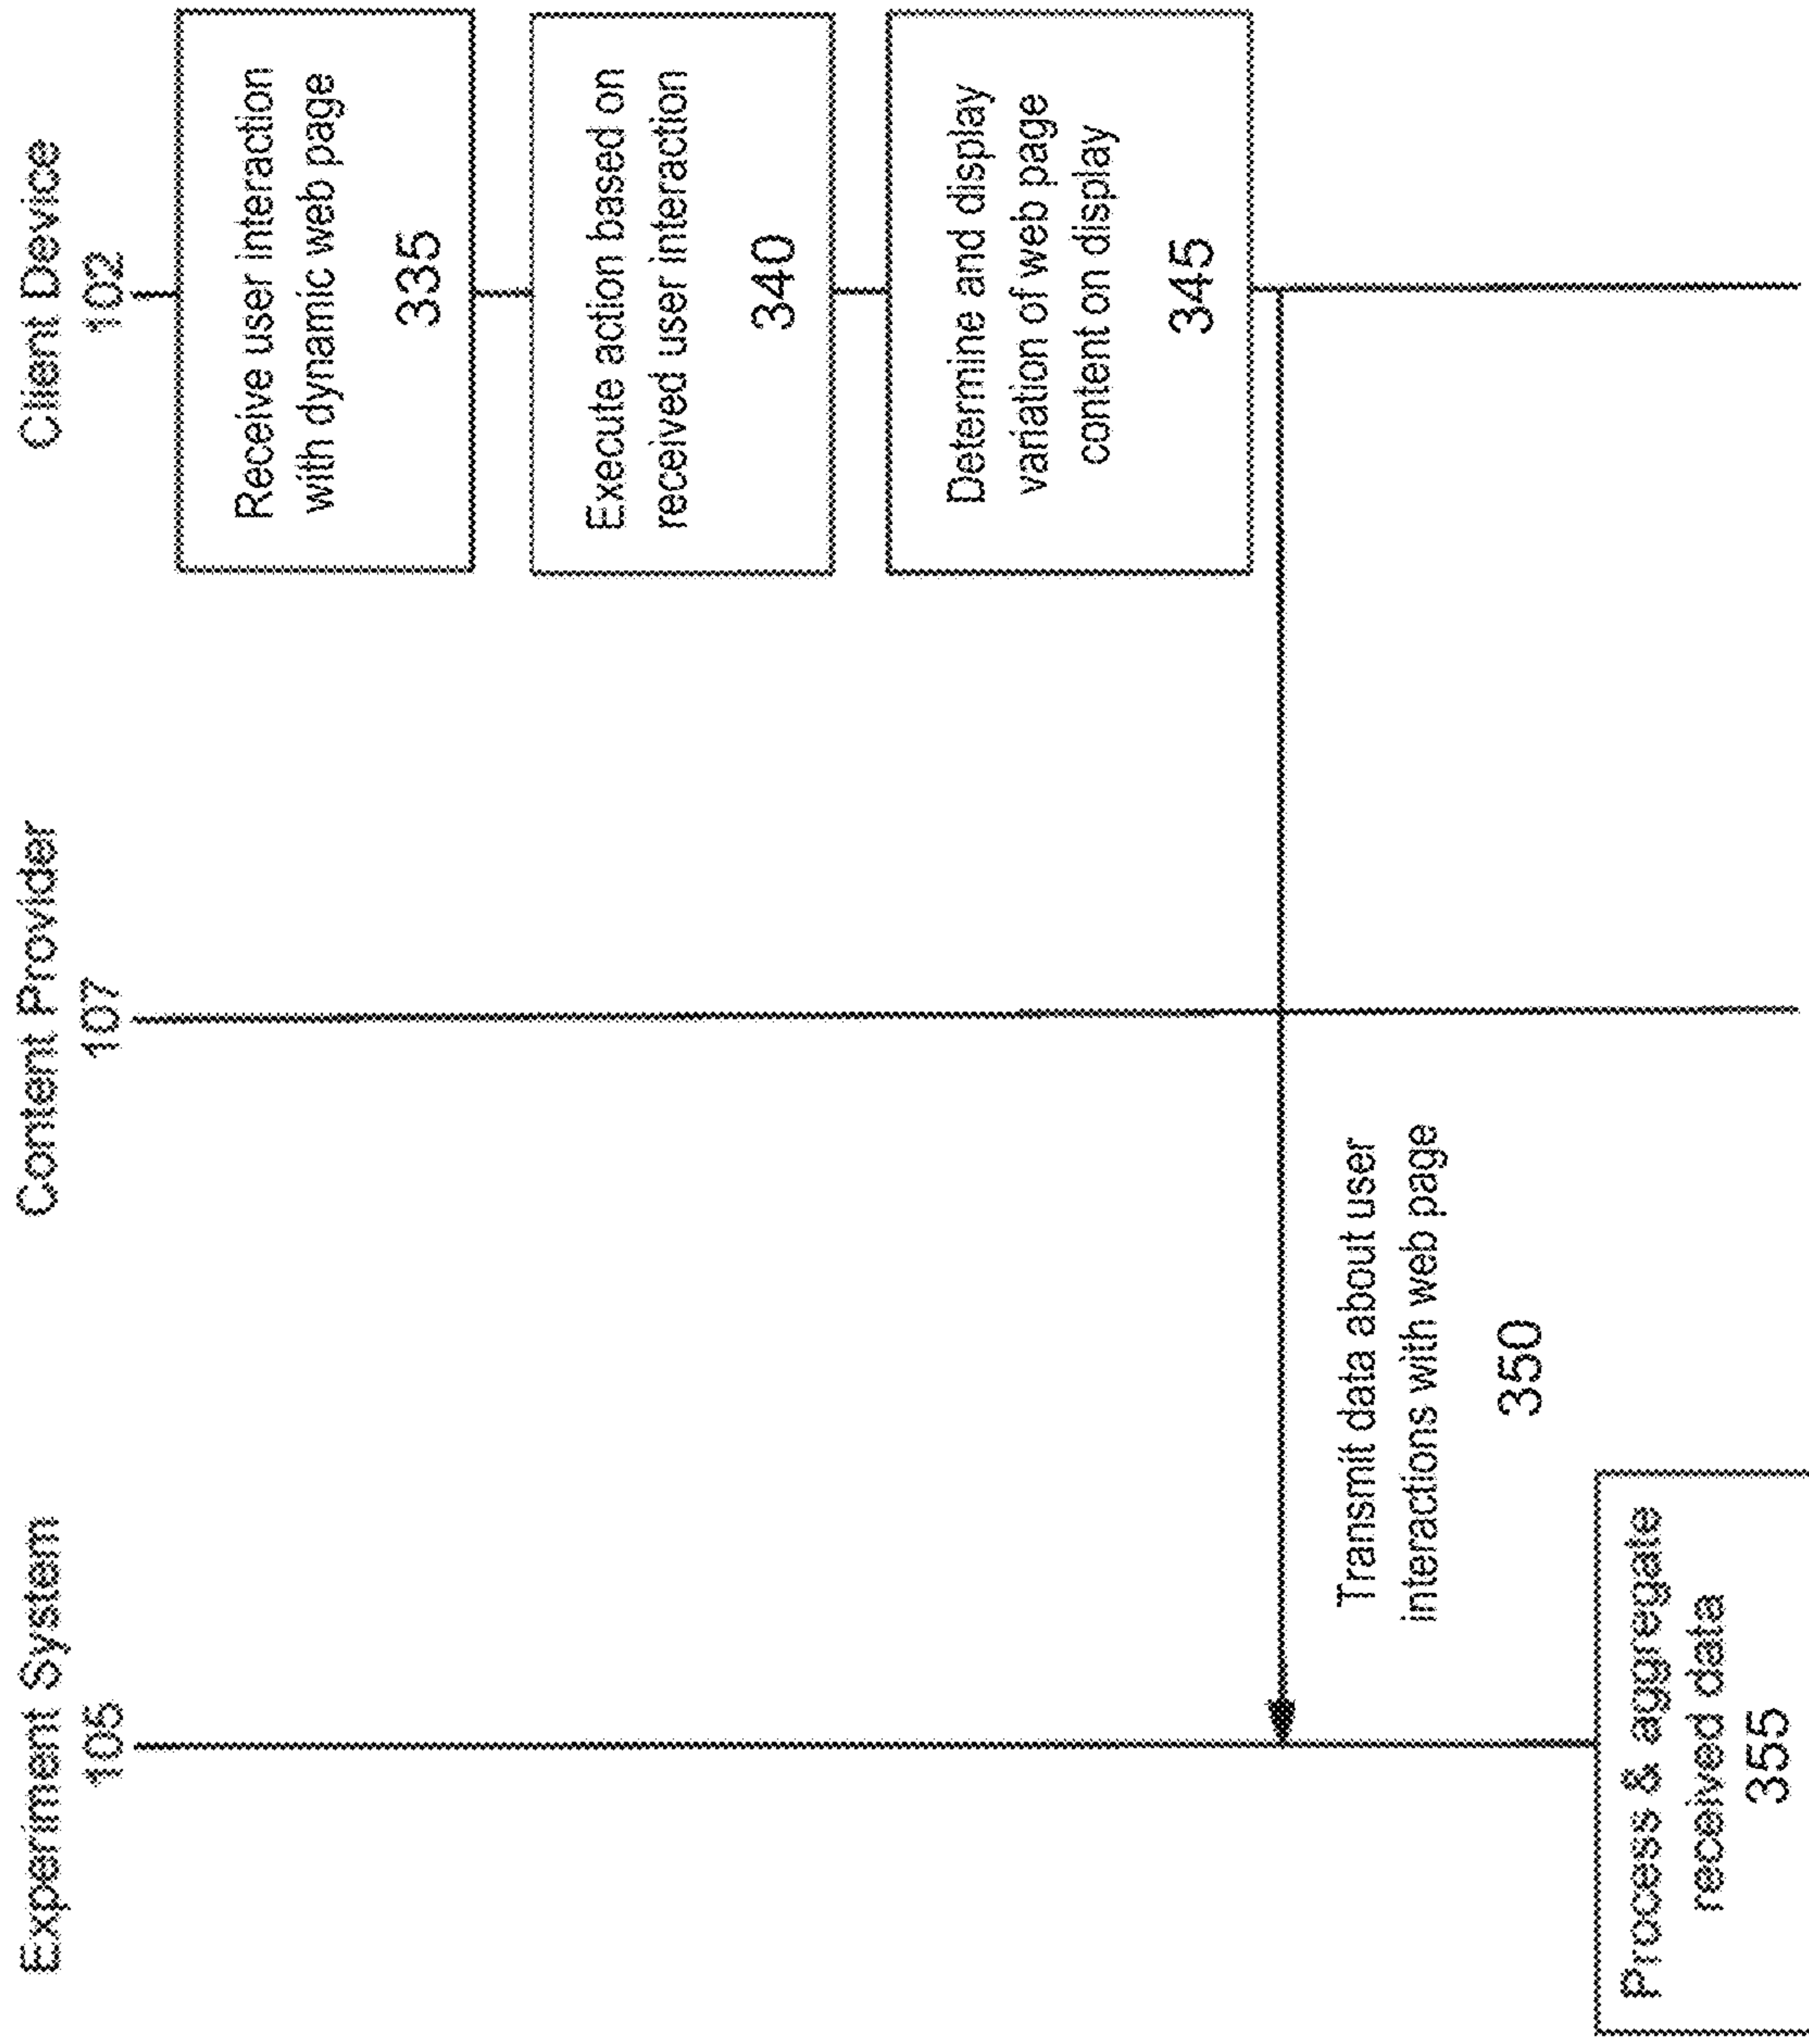 Experiment System
105
Content Provider
107
Client Device
102
Receive user interaction
with dynamic web page
335
Execute action based on
received user interaction
340
Determine and display
variation of web page
content on display
345
Transmit data about user
interactions with web page
350
Process & aggregate
received data
355